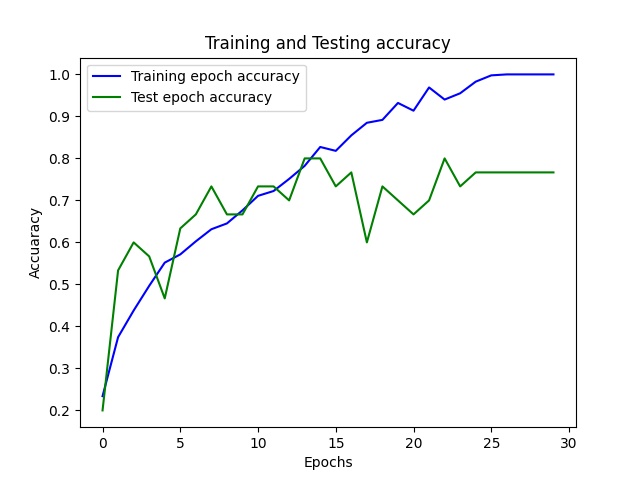 Training and Testing accuracy
Training epoch accuracy
Test epoch accuracy
1.0
0.9
0.8
0.7
0.6
0.5
0.4
0.3
0.2
Accuaracy
0 5 10 15 20 25 30
Epochs